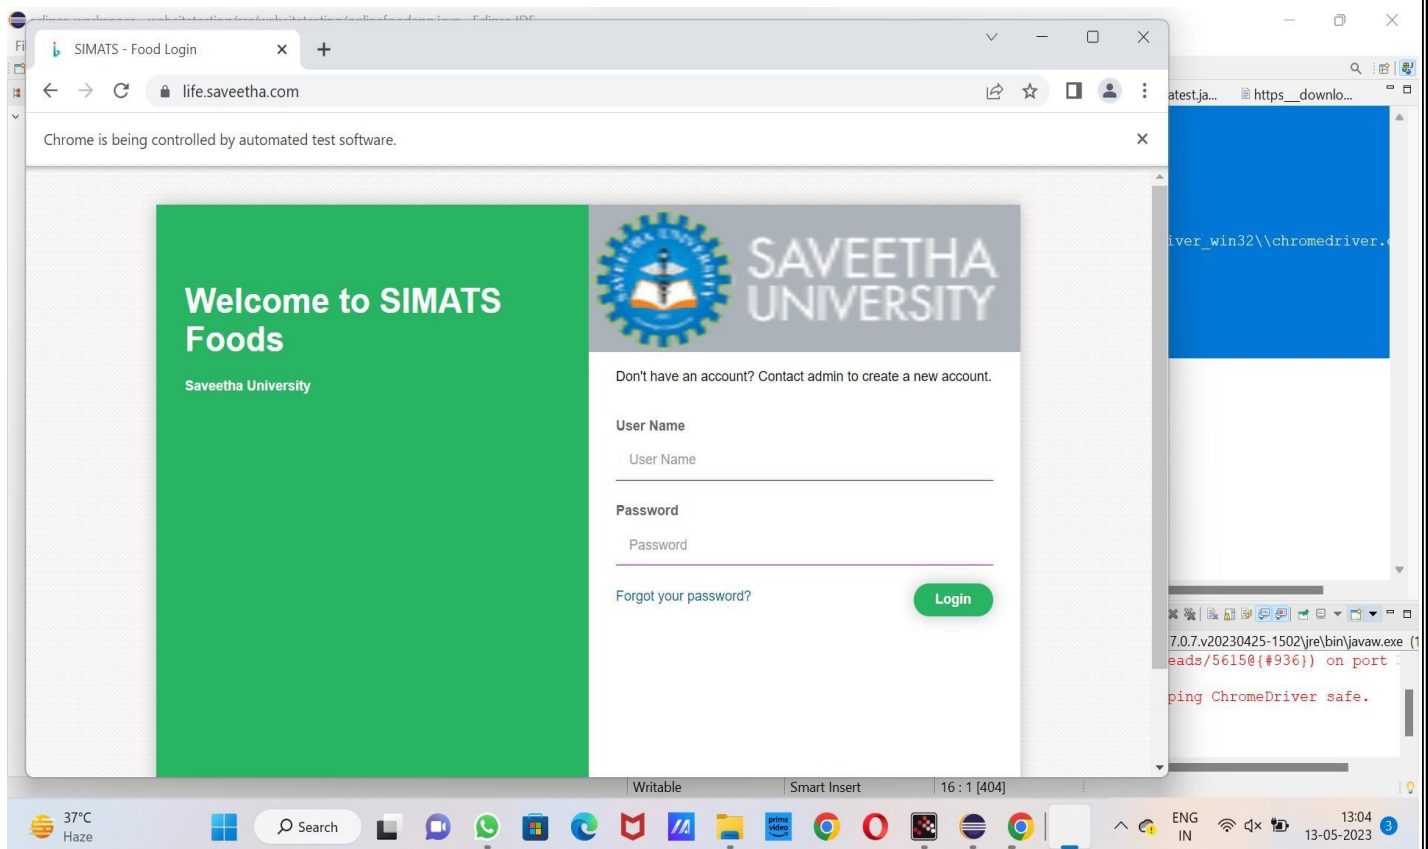 SIMATS - Food Login
life.saveetha.com
Chrome is being controlled by automated test software.
atest.ja...
https__downlo...
iver_win32\\chromedriver.
Welcome to SIMATS
Foods
Saveetha University
SAVEETHA
UNIVERSITY
Don't have an account? Contact admin to create a new account.
User Name
User Name
Password
Password
Forgot your password?
Login
7.0.7.v20230425-1502\jre\bin\javaw.exe (1
eads/5615@{#936}) on port
ping ChromeDriver safe.
Writable
Smart Insert
16 : 1 [404]
37°C
Haze
Search
prime
video
ENG
IN
13:04
13-05-2023
3